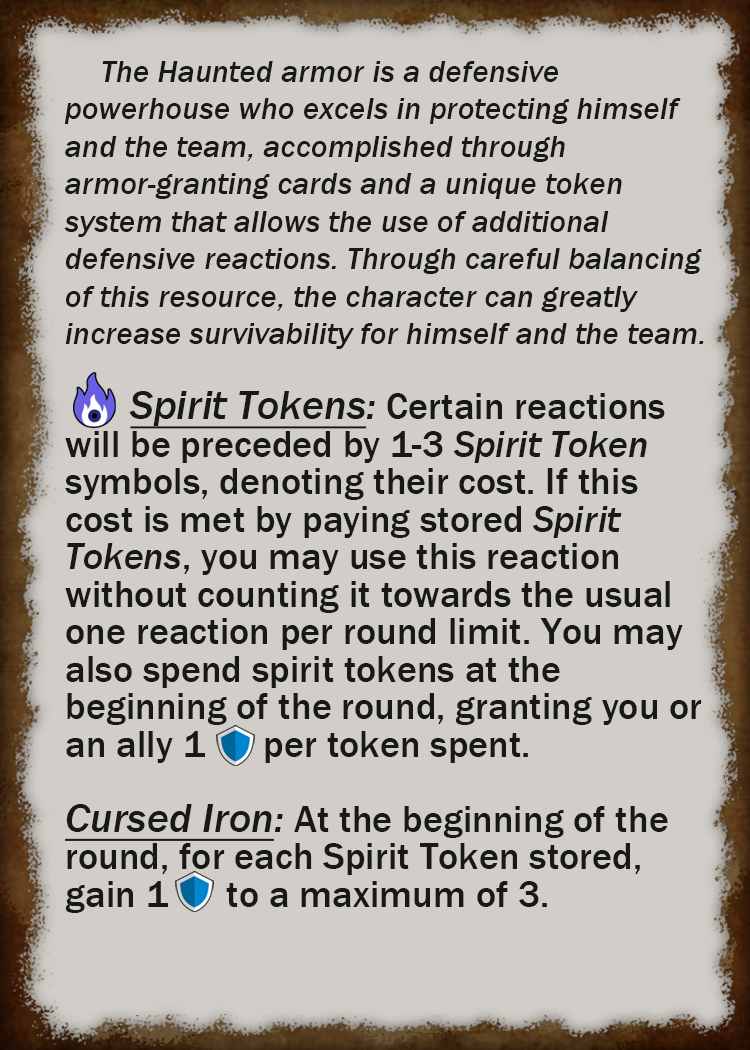 The Haunted armor is a defensive
powerhouse who excels in protecting himself
and the team, accomplished through
armor-granting cards and a unique token
system that allows the use of additional
defensive reactions. Through careful balancing
of this resource, the character can greatly
increase survivability for himself and the team.
Spirit Tokens: Certain reactions
will be preceded by 1-3 Spirit Token
symbols, denoting their cost. If this
cost is met by paying stored Spirit
Tokens, you may use this reaction
without counting it towards the usual
one reaction per round limit. You may
also spend spirit tokens at the
beginning of the round, granting you or
an ally 1 per token spent.
Cursed Iron: At the beginning of the
round, for each Spirit Token stored,
gain 1 to a maximum of 3.